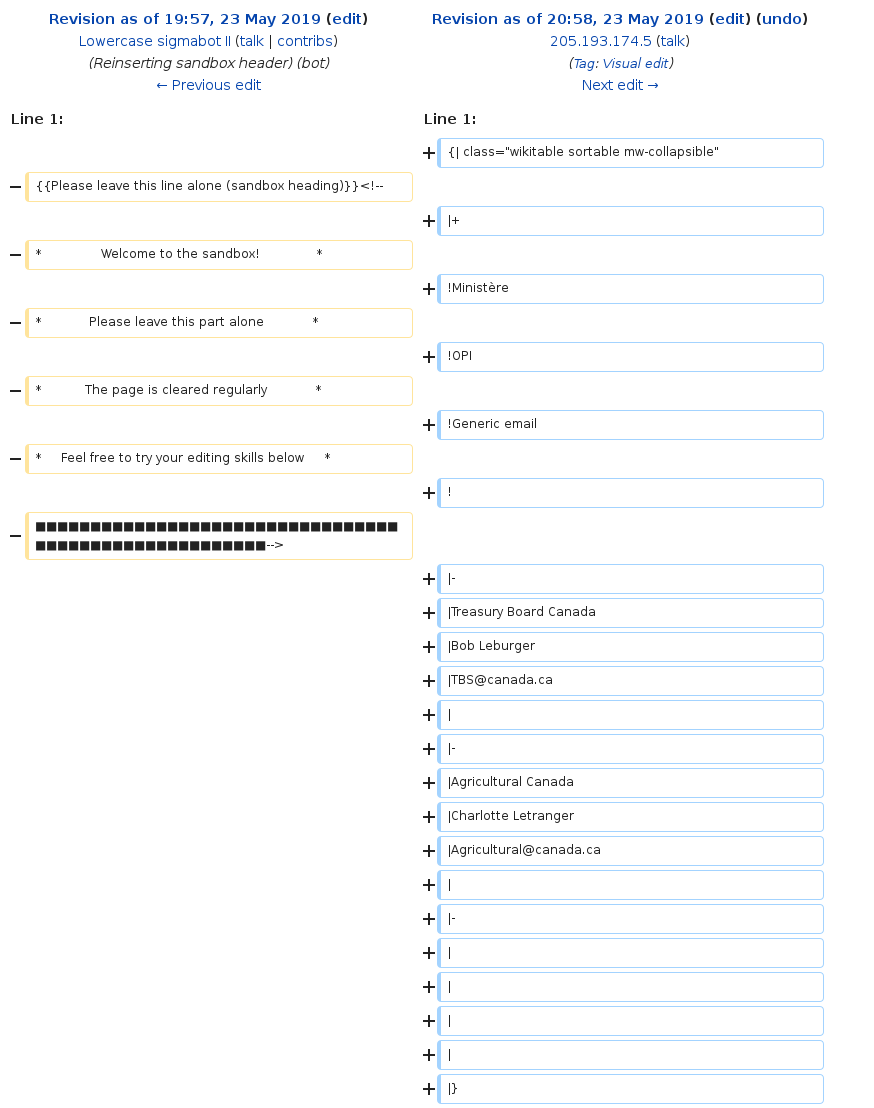 Revision as of 19:57, 23 May 2019 (edit)
Lowercase sigmabot II (talk | contribs)
(Reinserting sandbox header) (bot)
← Previous edit
Revision as of 20:58, 23 May 2019 (edit) (undo)
205.193.174.5 (talk)
(Tag: Visual edit)
Next edit →
Line 1:
Line 1:
+ {| class="wikitable sortable mw-collapsible"
− {{Please leave this line alone (sandbox heading)}}<!--
+ |+
− * Welcome to the sandbox! *
+ !Ministère
− * Please leave this part alone *
+ !OPI
− * The page is cleared regularly *
+ !Generic email
− * Feel free to try your editing skills below *
+ !
− ■■■■■■■■■■■■■■■■■■■■■■■■■■■■■■■■■
■■■■■■■■■■■■■■■■■■■■■-->
+ |-
+ |Treasury Board Canada
+ |Bob Leburger
+ |TBS@canada.ca
+ |
+ |-
+ |Agricultural Canada
+ |Charlotte Letranger
+ |Agricultural@canada.ca
+ |
+ |-
+ |
+ |
+ |
+ |
+ |}